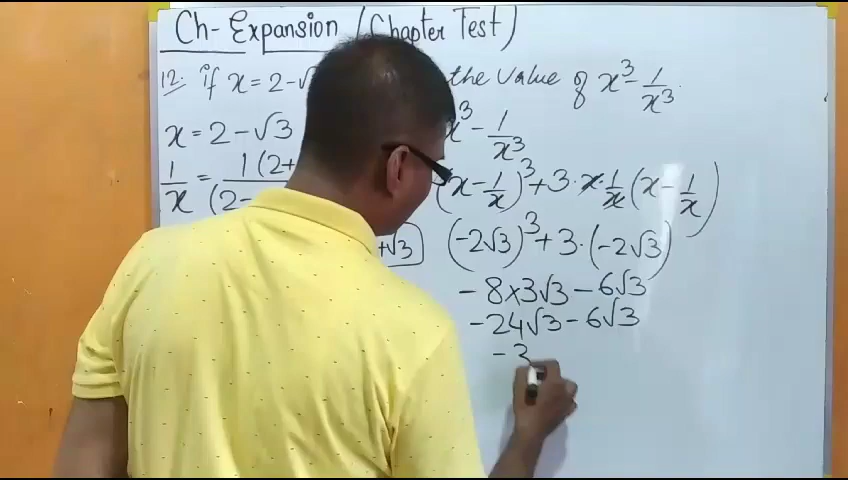 Ch- Expansion (Chapter Test)
12. if x = 2 - √ the value of x³ - 1/x³.
x = 2 - √3
x³ - 1/x³
1/x = 1(2+ / (2-
(x - 1/x)³ + 3·x·1/x(x - 1/x)
+√3
(-2√3)³ + 3·(-2√3)
- 8×3√3 - 6√3
- 24√3 - 6√3
- 3